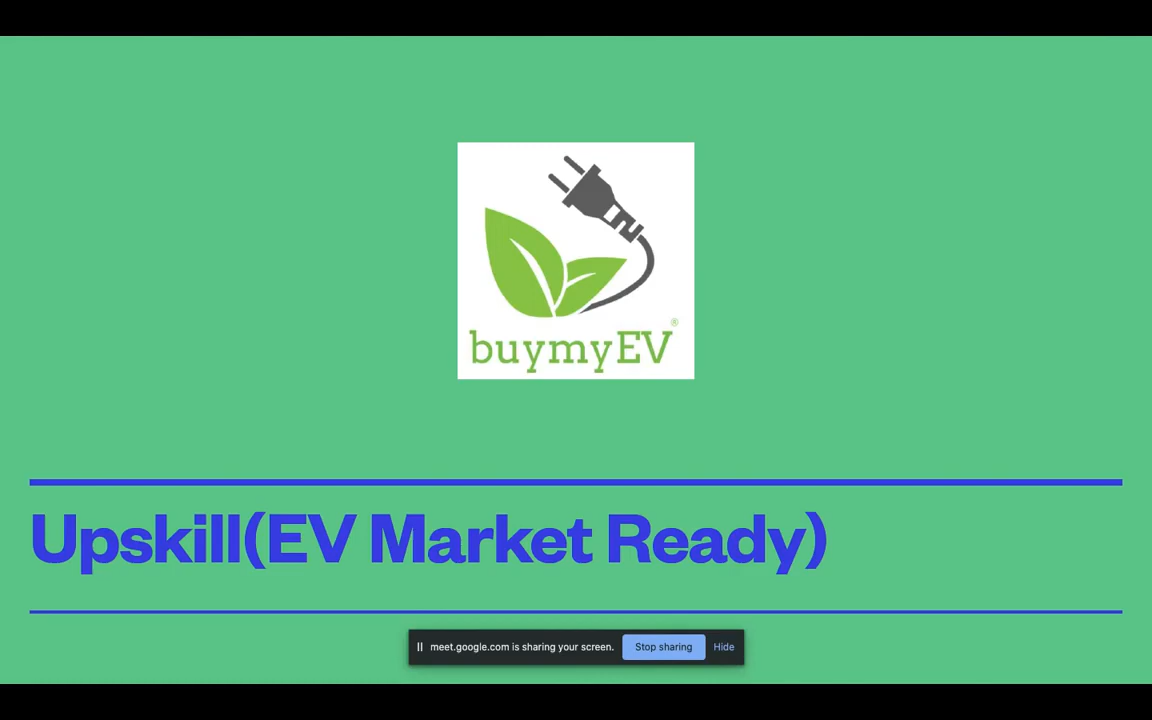 buymyEV®
Upskill(EV Market Ready)
meet.google.com is sharing your screen. Stop sharing Hide